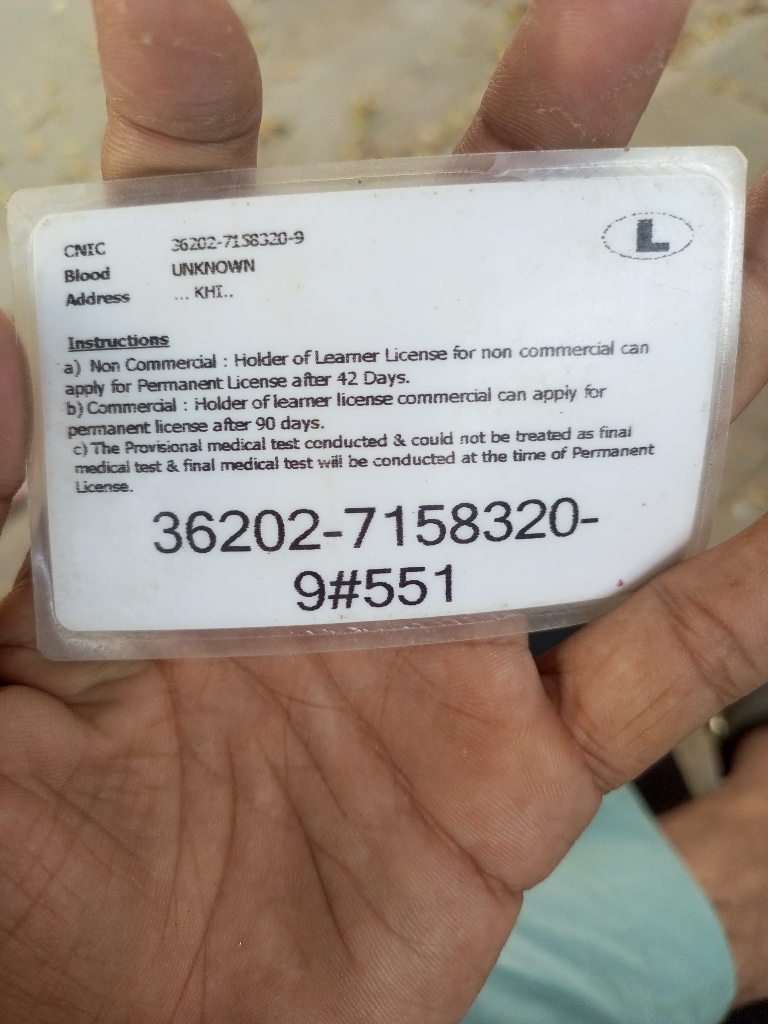 CNIC 36202-7158320-9
Blood UNKNOWN
Address ... KHI..
L
Instructions
a) Non Commercial : Holder of Learner License for non commercial can
apply for Permanent License after 42 Days.
b) Commercial : Holder of learner license commercial can apply for
permanent license after 90 days.
c) The Provisional medical test conducted & could not be treated as final
medical test & final medical test will be conducted at the time of Permanent
License.
36202-7158320-
9#551